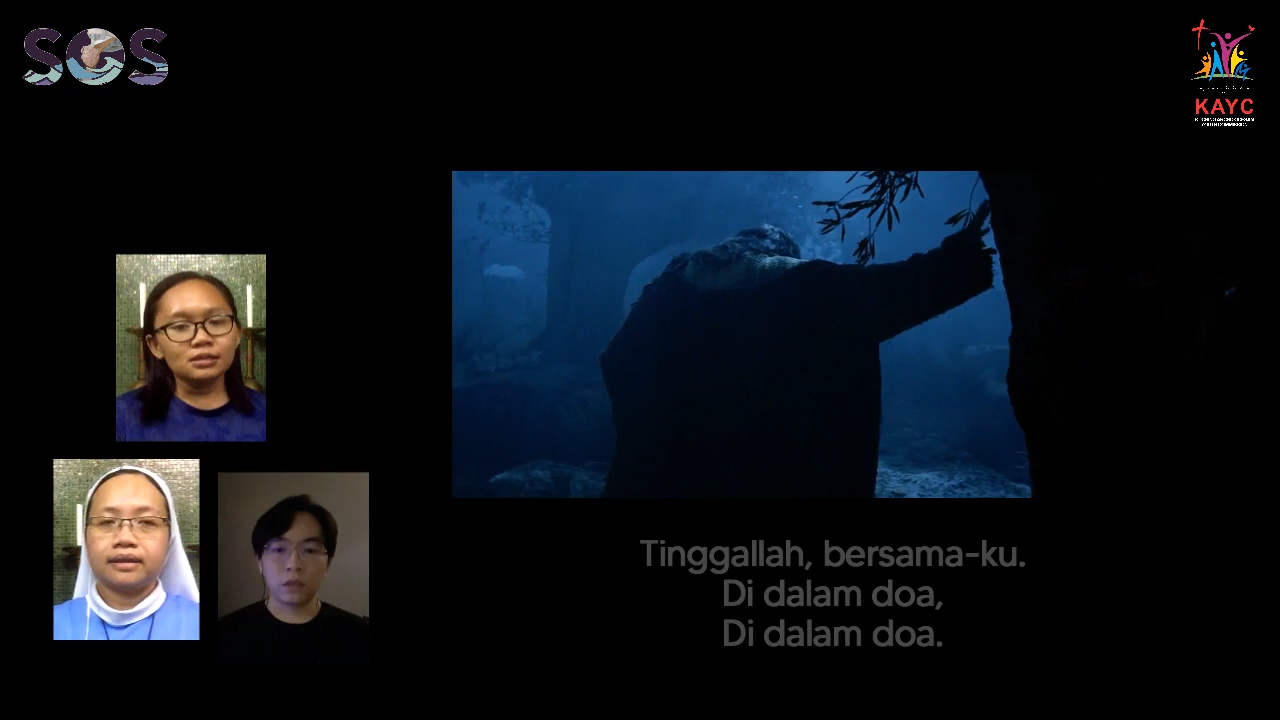 SOS
KAYC
Tinggallah, bersama-ku.
Di dalam doa,
Di dalam doa.